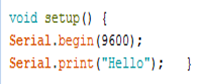 void setup() {
Serial.begin(9600);
Serial.print("Hello");   }